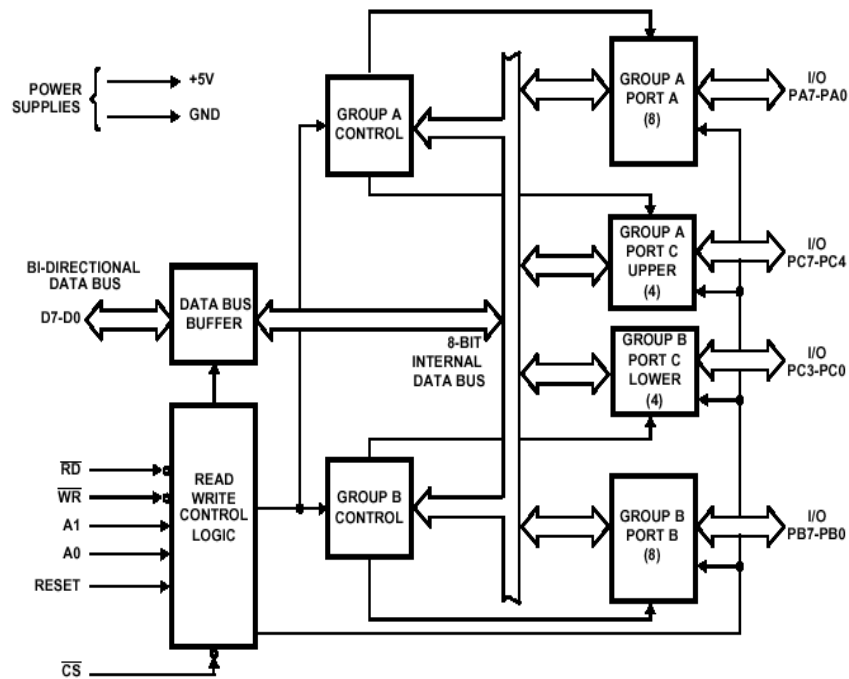 POWER
SUPPLIES
+5V
GND
GROUP A
CONTROL
GROUP A
PORT A
(8)
I/O
PA7-PA0
GROUP A
PORT C
UPPER
(4)
I/O
PC7-PC4
BI-DIRECTIONAL
DATA BUS
D7-D0
DATA BUS
BUFFER
8-BIT
INTERNAL
DATA BUS
GROUP B
PORT C
LOWER
(4)
I/O
PC3-PC0
RD
WR
A1
A0
RESET
CS
READ
WRITE
CONTROL
LOGIC
GROUP B
CONTROL
GROUP B
PORT B
(8)
I/O
PB7-PB0